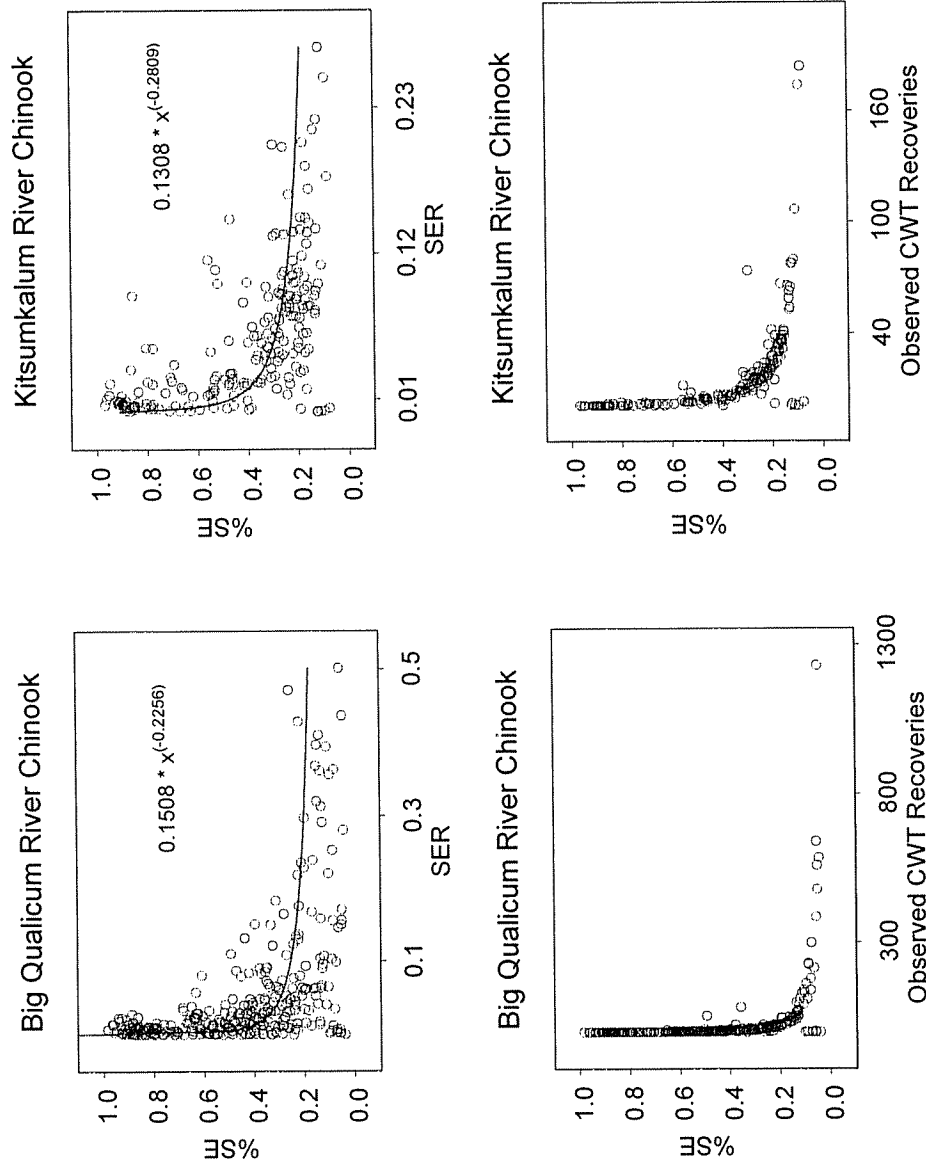 Big Qualicum River Chinook
0.1508 * x^(-0.2256)
%SE
1.0
0.8
0.6
0.4
0.2
0.0
0.1
0.3
0.5
SER
Kitsumkalum River Chinook
0.1308 * x^(-0.2809)
%SE
1.0
0.8
0.6
0.4
0.2
0.0
0.01
0.12
0.23
SER
Big Qualicum River Chinook
%SE
1.0
0.8
0.6
0.4
0.2
0.0
300
800
1300
Observed CWT Recoveries
Kitsumkalum River Chinook
%SE
1.0
0.8
0.6
0.4
0.2
0.0
40
100
160
Observed CWT Recoveries